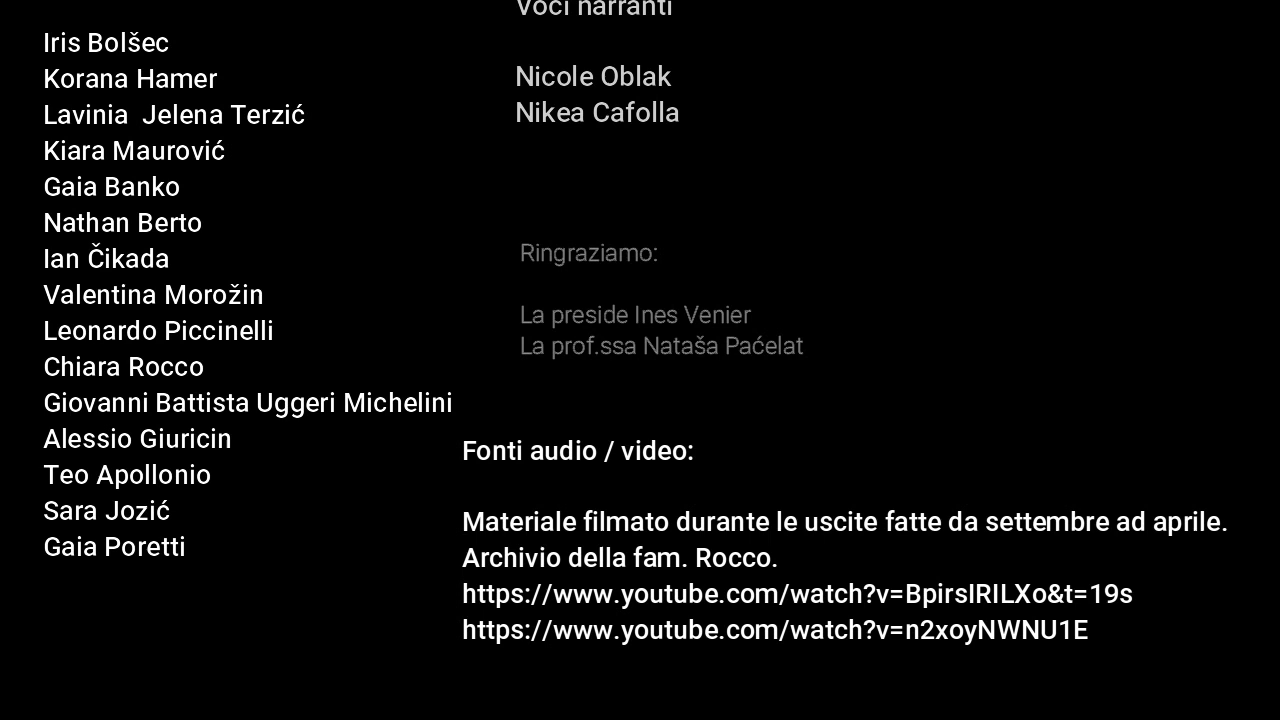 Iris Bolšec
Korana Hamer
Lavinia  Jelena Terzić
Kiara Maurović
Gaia Banko
Nathan Berto
Ian Čikada
Valentina Morožin
Leonardo Piccinelli
Chiara Rocco
Giovanni Battista Uggeri Michelini
Alessio Giuricin
Teo Apollonio
Sara Jozić
Gaia Poretti
Voci narranti
Nicole Oblak
Nikea Cafolla
Ringraziamo:
La preside Ines Venier
La prof.ssa Nataša Paćelat
Fonti audio / video:
Materiale filmato durante le uscite fatte da settembre ad aprile.
Archivio della fam. Rocco.
https://www.youtube.com/watch?v=BpirsIRILXo&t=19s
https://www.youtube.com/watch?v=n2xoyNWNU1E